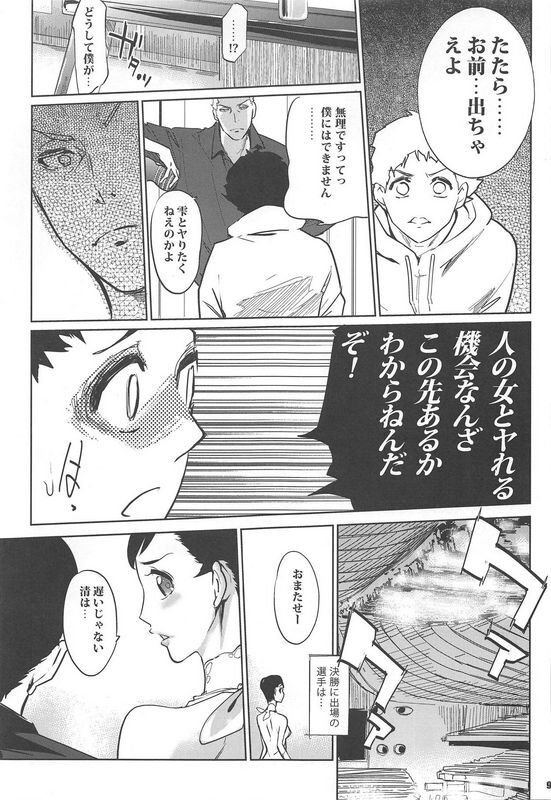 たたら……
お前…出ちゃ
えよ
……!?
どうして僕が…
ガタッ
無理ですってっ
僕にはできません
………
雫とヤりたく
ねえのかよ
人の女とヤれる
機会なんざ
この先あるか
わからねんだ
ぞ!
決勝に出場の
選手は…
おまたせー
遅いじゃない
清は…
9